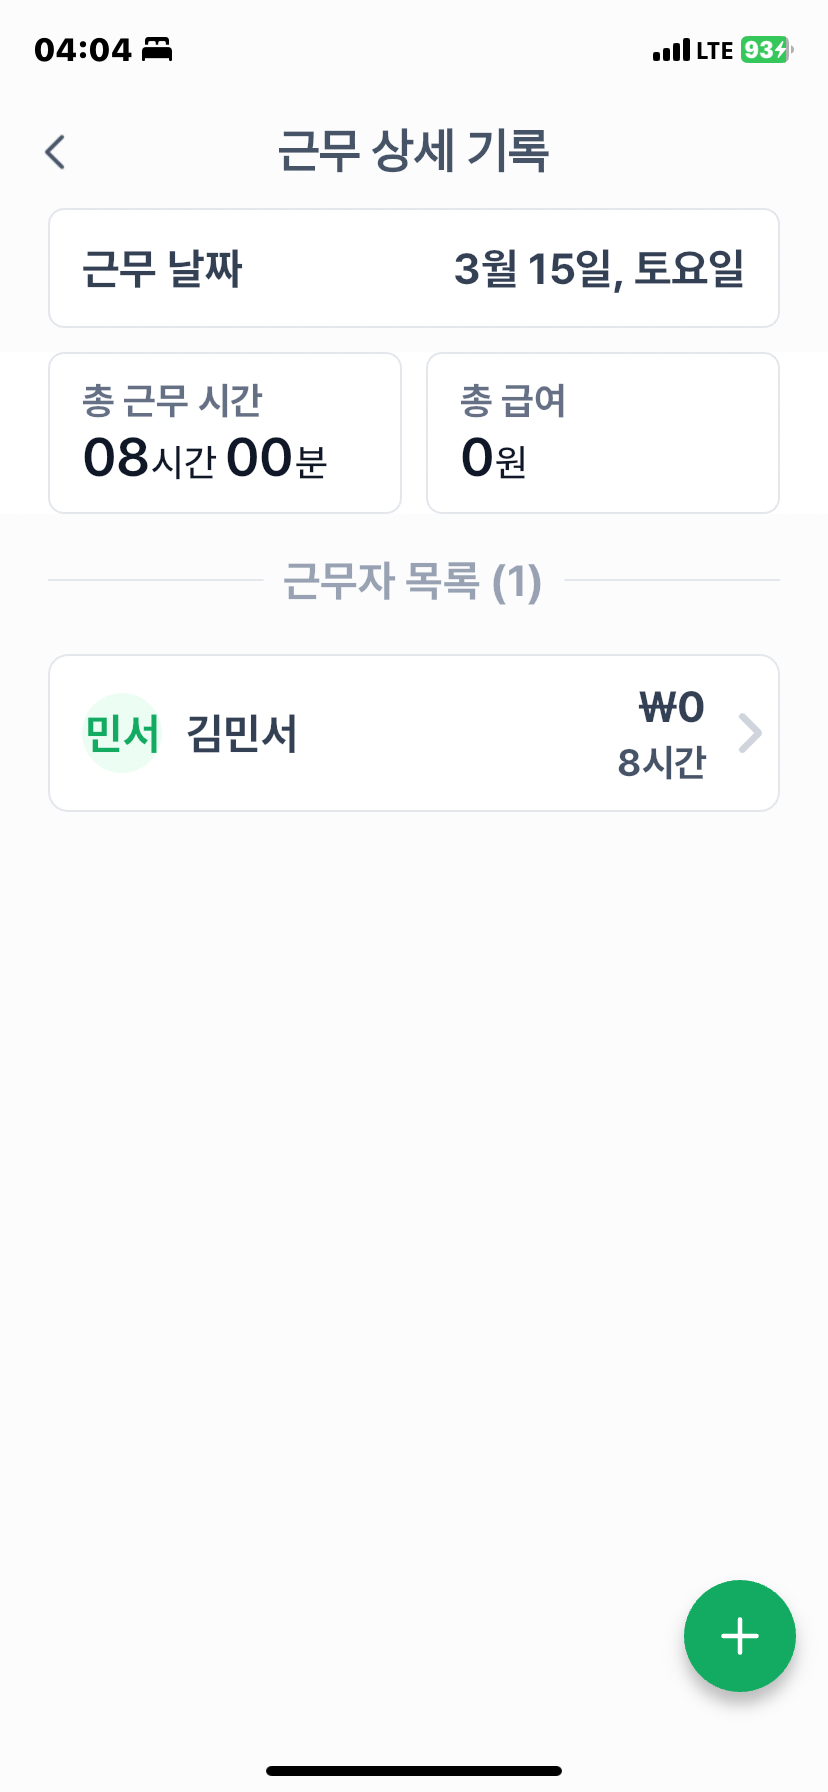 04:04 LTE 93
근무 상세 기록
근무 날짜 3월 15일, 토요일
총 근무 시간
08시간 00분
총 급여
0원
근무자 목록 (1)
민서 김민서
₩0
8시간